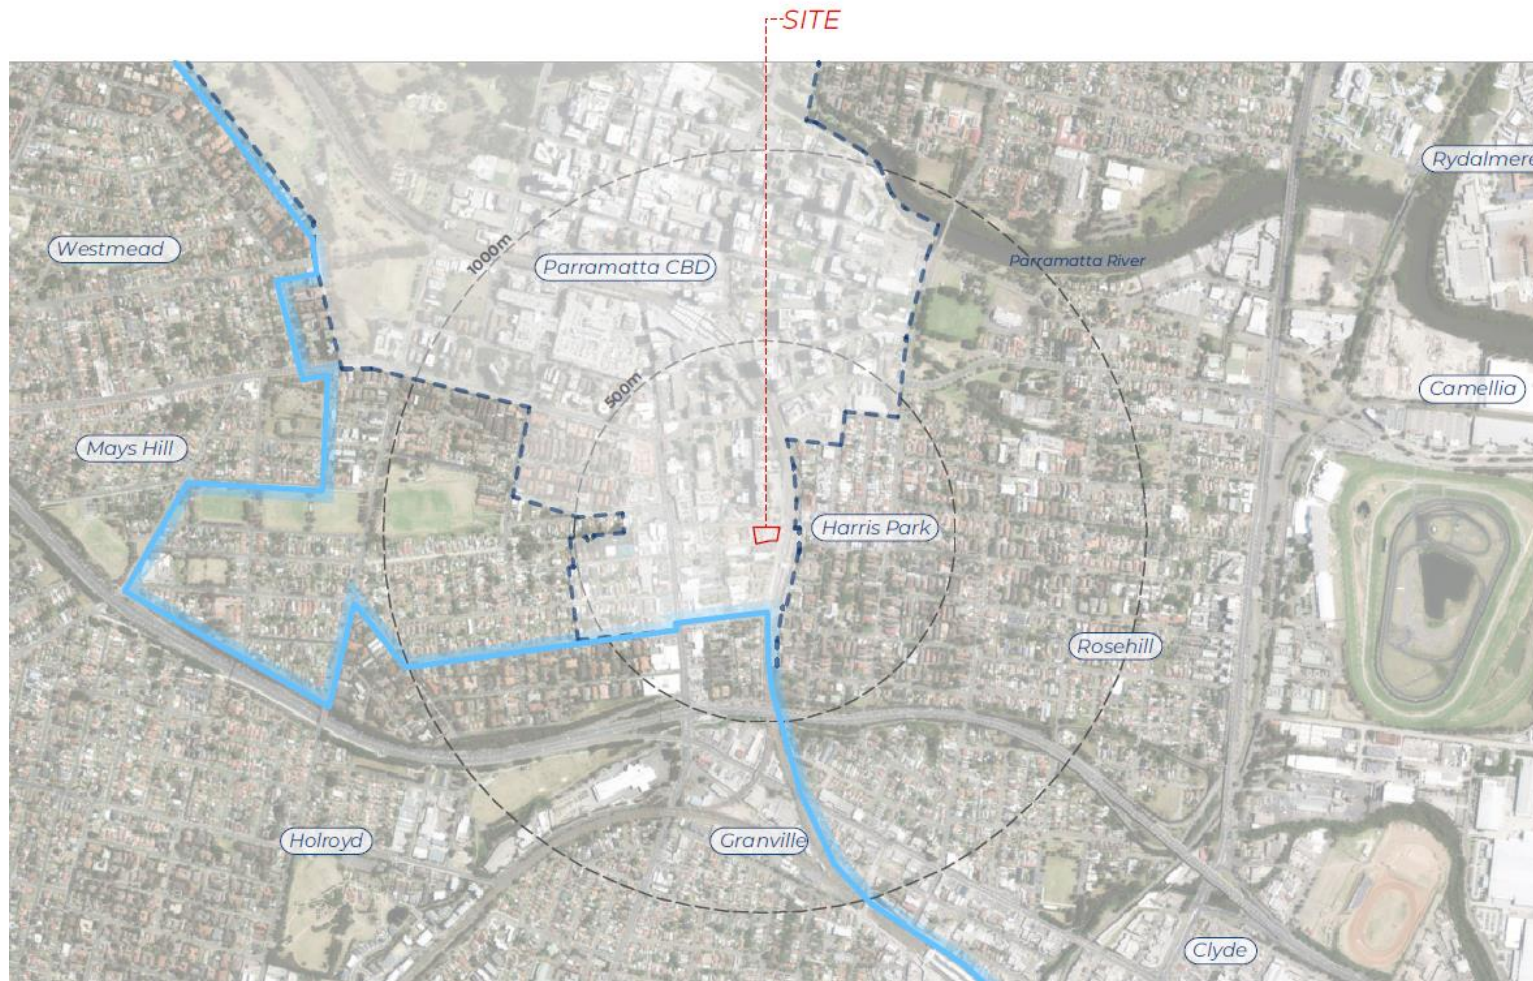 SITE
Rydalmere
Westmead
1000m
Parramatta CBD
Parramatta River
500m
Camellia
Mays Hill
Harris Park
Rosehill
Holroyd
Granville
Clyde